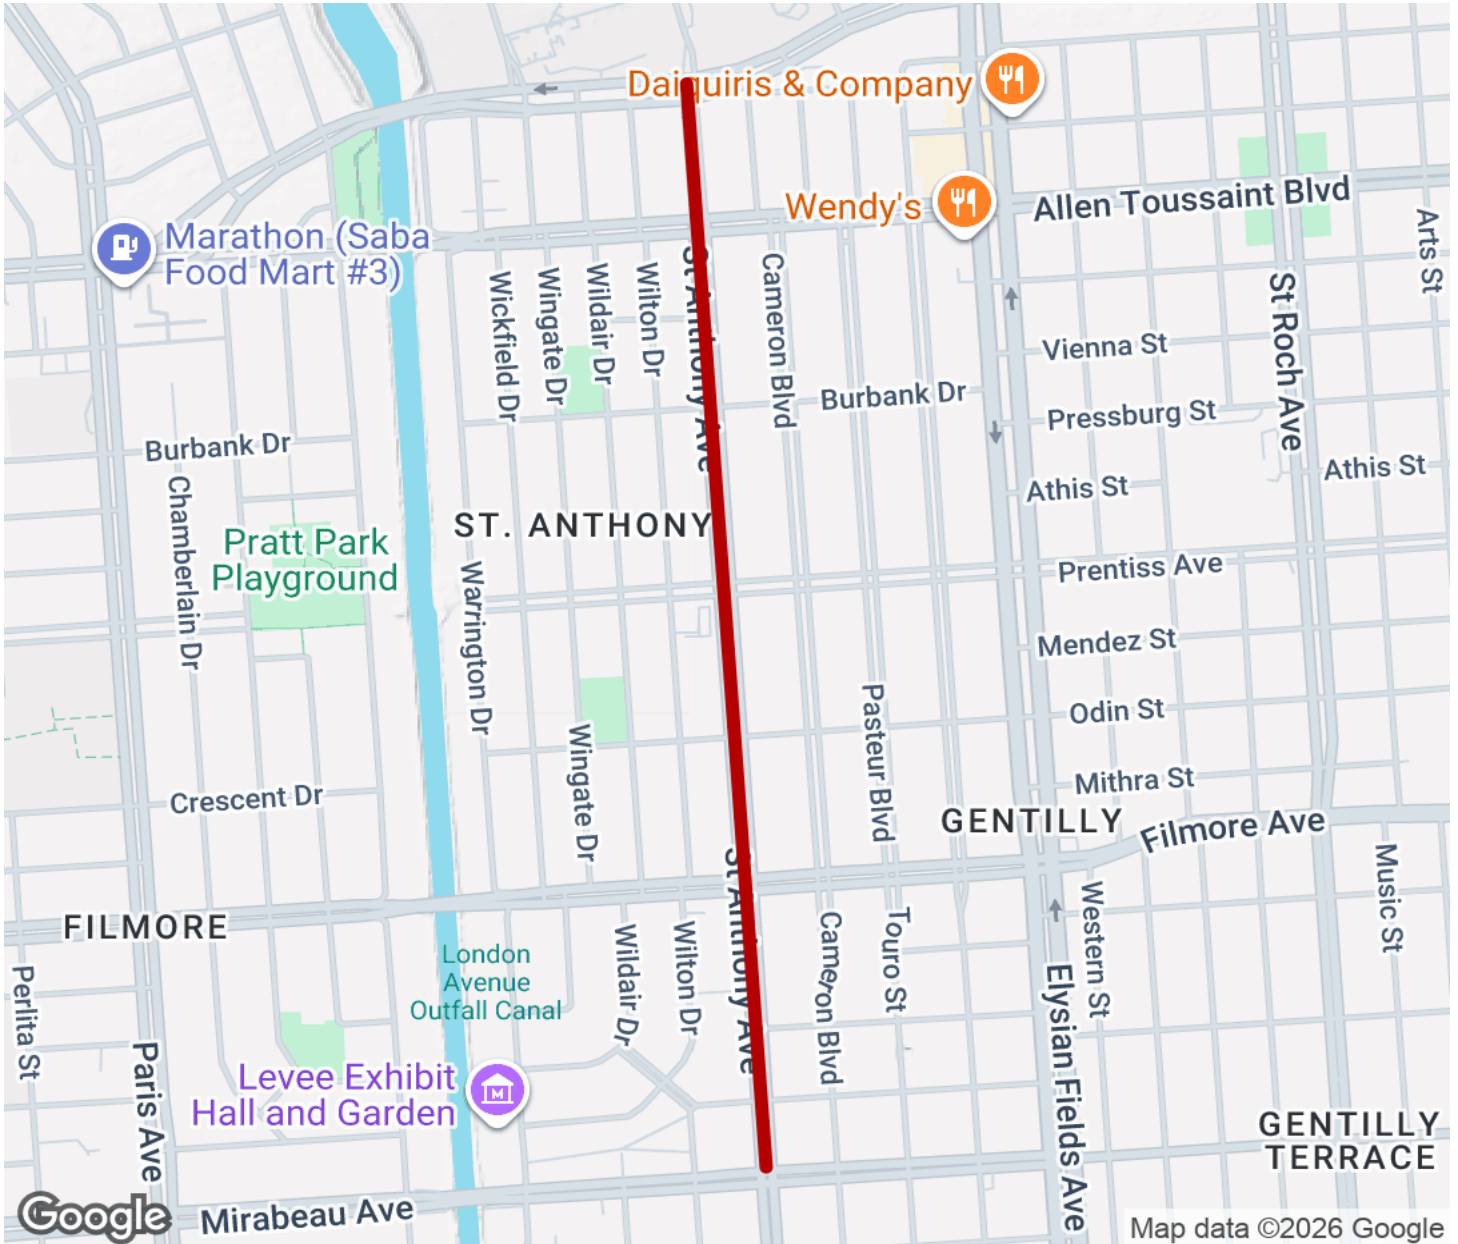 Daiquiris & Company
Wendy's
Allen Toussaint Blvd
Marathon (Saba
Food Mart #3)
Arts St
Wickfield Dr
Wingate Dr
Wildair Dr
Wilton Dr
St Anthony Ave
Cameron Blvd
St Roch Ave
Vienna St
Burbank Dr
Pressburg St
Burbank Dr
Athis St
Athis St
Chamberlain Dr
ST. ANTHONY
Pratt Park
Playground
Prentiss Ave
Warrington Dr
Mendez St
Pasteur Blvd
Odin St
Wingate Dr
Mithra St
Crescent Dr
GENTILLY
Filmore Ave
Music St
St Anthony Ave
Western St
FILMORE
Touro St
Cameron Blvd
Wildair Dr
Wilton Dr
London
Avenue
Outfall Canal
Perlita St
Elysian Fields Ave
Paris Ave
Levee Exhibit
Hall and Garden
GENTILLY
TERRACE
Mirabeau Ave
Google
Map data ©2026 Google